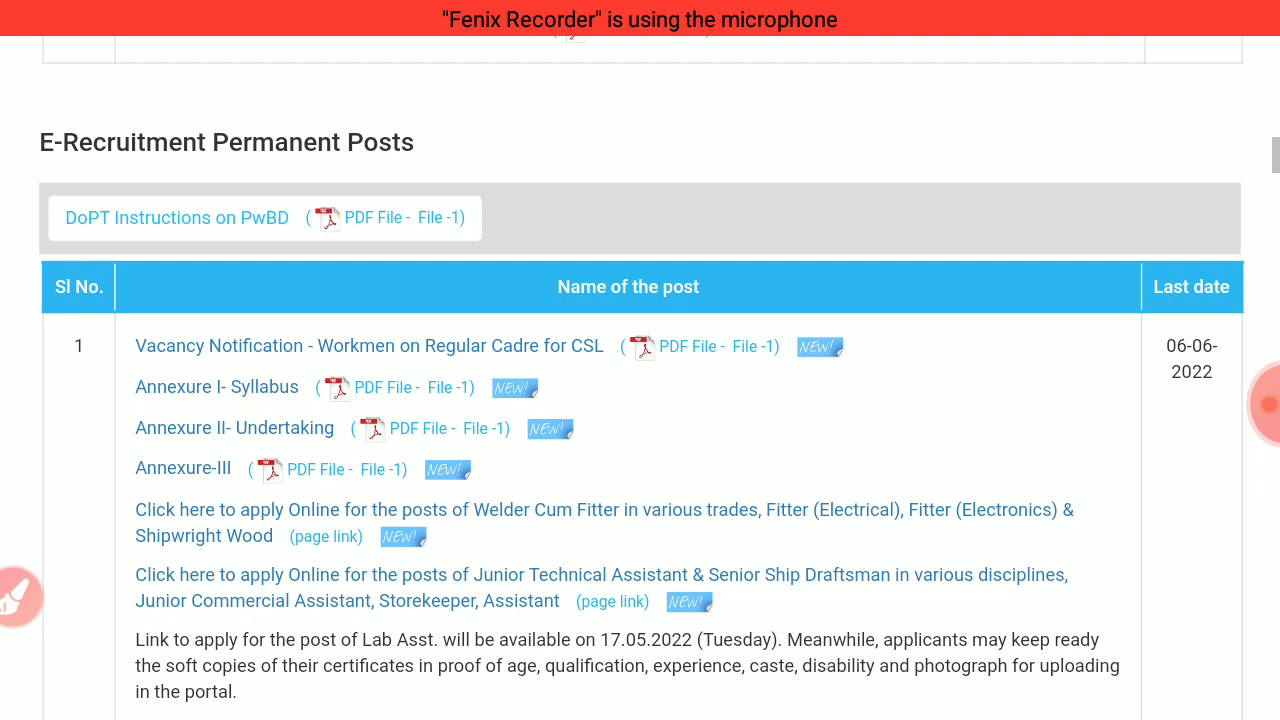 "Fenix Recorder" is using the microphone
E-Recruitment Permanent Posts
DoPT Instructions on PwBD ( PDF File - File -1)
Sl No. Name of the post Last date
1 Vacancy Notification - Workmen on Regular Cadre for CSL ( PDF File - File -1) NEW! 06-06-
2022
Annexure I- Syllabus ( PDF File - File -1) NEW!
Annexure II- Undertaking ( PDF File - File -1) NEW!
Annexure-III ( PDF File - File -1) NEW!
Click here to apply Online for the posts of Welder Cum Fitter in various trades, Fitter (Electrical), Fitter (Electronics) &
Shipwright Wood (page link) NEW!
Click here to apply Online for the posts of Junior Technical Assistant & Senior Ship Draftsman in various disciplines,
Junior Commercial Assistant, Storekeeper, Assistant (page link) NEW!
Link to apply for the post of Lab Asst. will be available on 17.05.2022 (Tuesday). Meanwhile, applicants may keep ready
the soft copies of their certificates in proof of age, qualification, experience, caste, disability and photograph for uploading
in the portal.